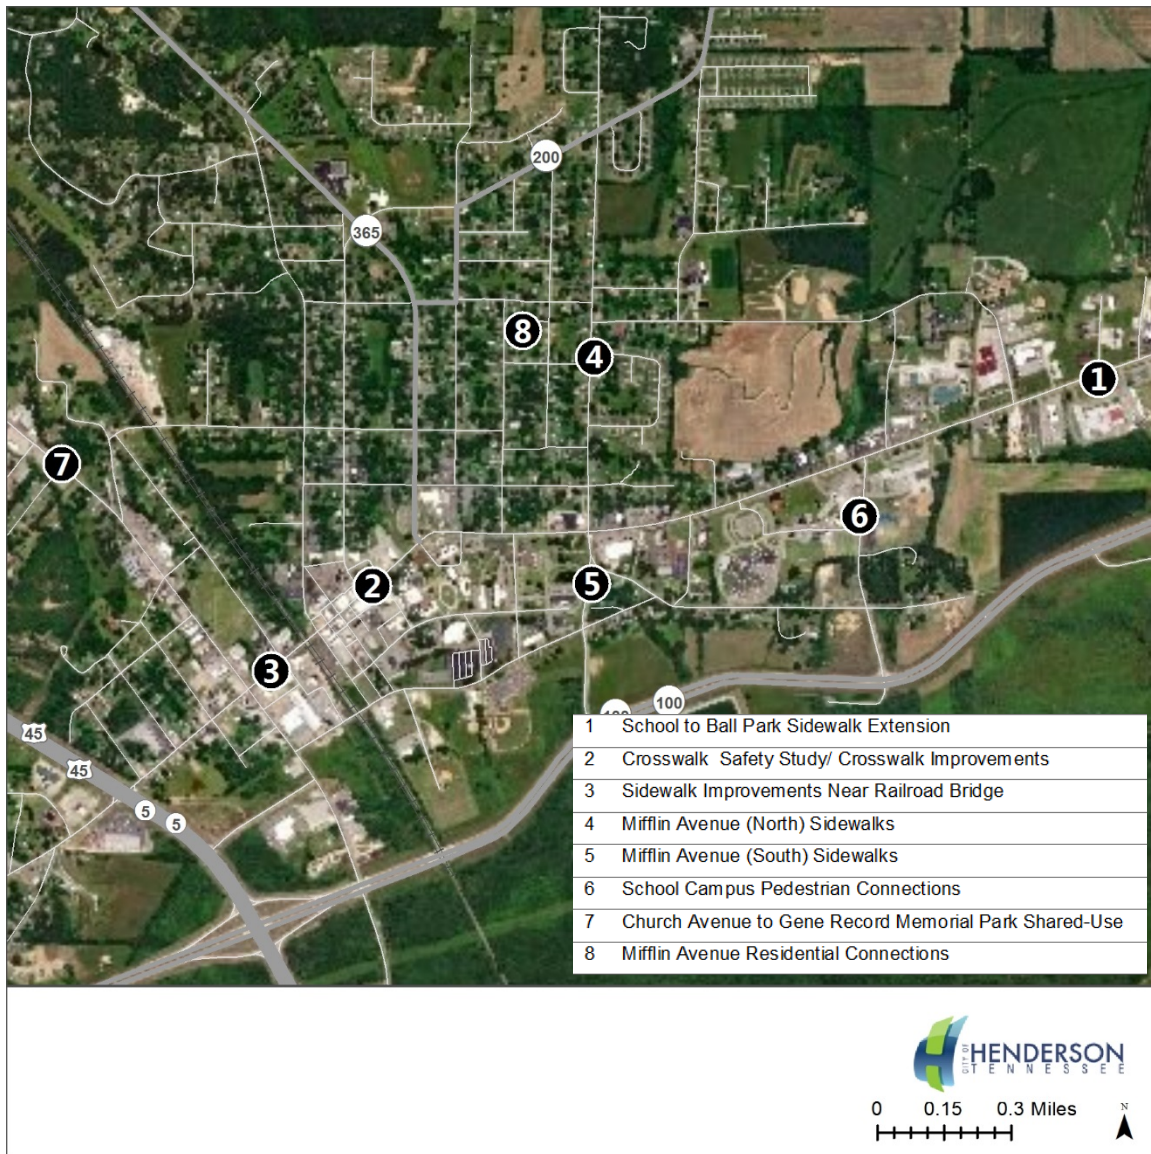 200
365
8
4
1
7
6
2
5
3
100
45
45
5
5
1 School to Ball Park Sidewalk Extension
2 Crosswalk  Safety Study/ Crosswalk Improvements
3 Sidewalk Improvements Near Railroad Bridge
4 Mifflin Avenue (North) Sidewalks
5 Mifflin Avenue (South) Sidewalks
6 School Campus Pedestrian Connections
7 Church Avenue to Gene Record Memorial Park Shared-Use
8 Mifflin Avenue Residential Connections
CITY OF
HENDERSON
TENNESSEE
0 0.15 0.3 Miles
N